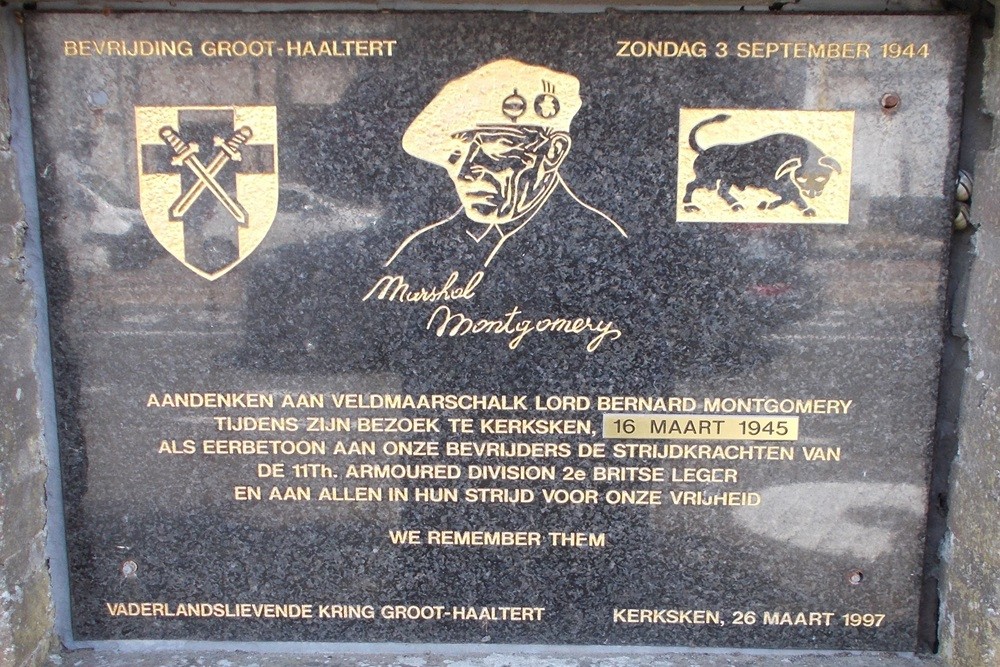 BEVRIJDING GROOT-HAALTERT
ZONDAG 3 SEPTEMBER 1944
Marshal
Montgomery
AANDENKEN AAN VELDMAARSCHALK LORD BERNARD MONTGOMERY
TIJDENS ZIJN BEZOEK TE KERKSKEN, 16 MAART 1945
ALS EERBETOON AAN ONZE BEVRIJDERS DE STRIJDKRACHTEN VAN
DE 11Th. ARMOURED DIVISION 2e BRITSE LEGER
EN AAN ALLEN IN HUN STRIJD VOOR ONZE VRIJHEID
WE REMEMBER THEM
VADERLANDSLIEVENDE KRING GROOT-HAALTERT
KERKSKEN, 26 MAART 1997